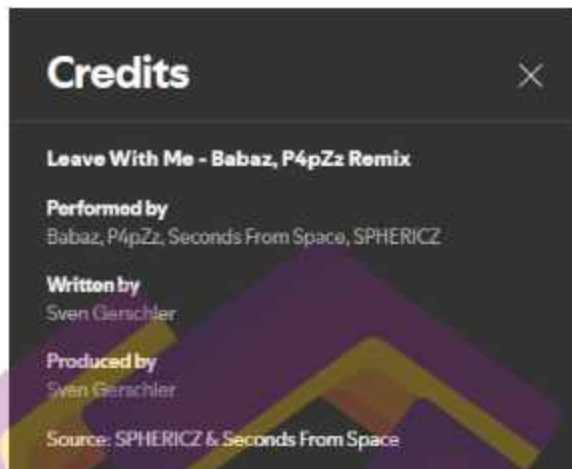 Credits
Leave With Me - Babaz, P4pZz Remix
Performed by
Babaz, P4pZz, Seconds From Space, SPHERICZ
Written by
Sven Gerschler
Produced by
Sven Gerschler
Source: SPHERICZ & Seconds From Space